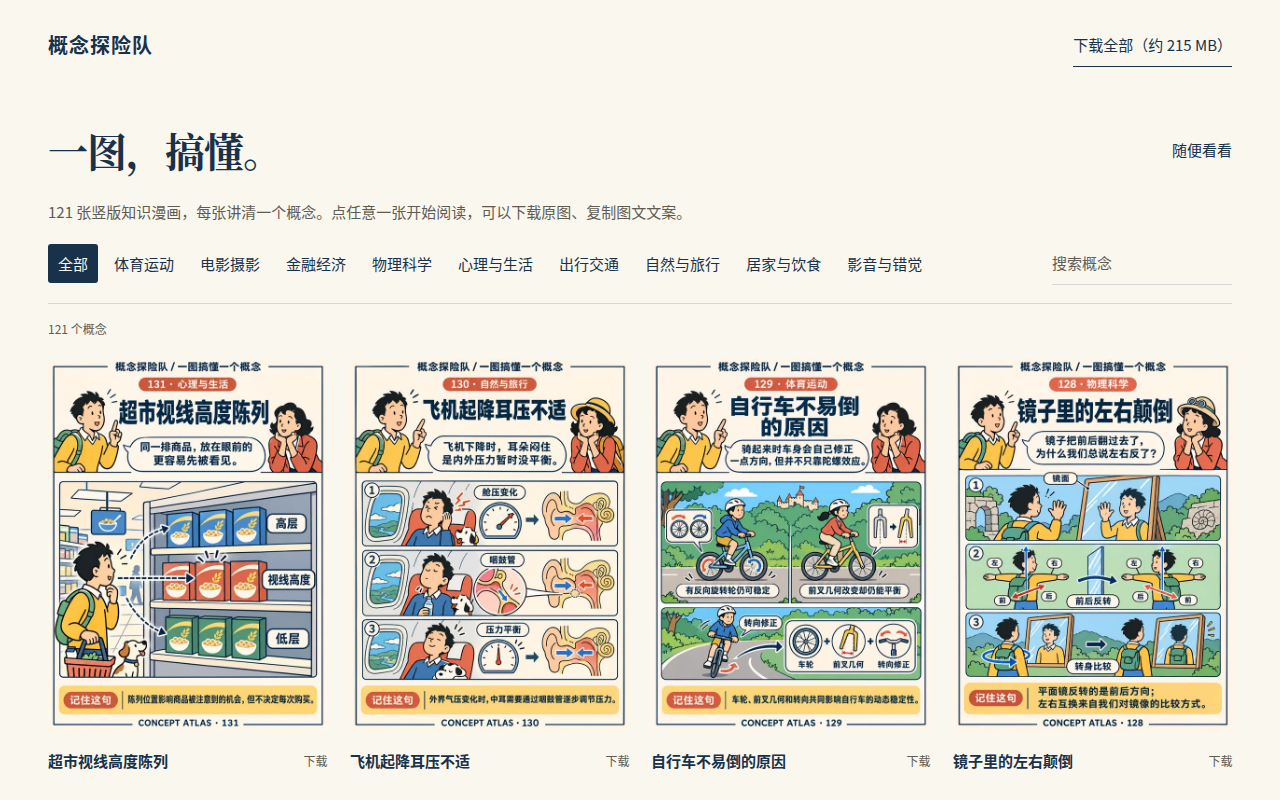 概念探险队
下载全部（约 215 MB）
一图，搞懂。
随便看看
121 张竖版知识漫画，每张讲清一个概念。点任意一张开始阅读，可以下载原图、复制图文文案。
全部
体育运动
电影摄影
金融经济
物理科学
心理与生活
出行交通
自然与旅行
居家与饮食
影音与错觉
搜索概念
121 个概念
概念探险队 / 一图搞懂一个概念
131 · 心理与生活
超市视线高度陈列
同一排商品，放在眼前的
更容易先被看见。
高层
视线高度
低层
记住这句
陈列位置影响商品被注意到的机会，但不决定每次购买。
CONCEPT ATLAS · 131
超市视线高度陈列
下载
概念探险队 / 一图搞懂一个概念
130 · 自然与旅行
飞机起降耳压不适
飞机下降时，耳朵闷住
是内外压力暂时没平衡。
1
舱压变化
2
咽鼓管
3
压力平衡
记住这句
外界气压变化时，中耳需要通过咽鼓管逐步调节压力。
CONCEPT ATLAS · 130
飞机起降耳压不适
下载
概念探险队 / 一图搞懂一个概念
129 · 体育运动
自行车不易倒
的原因
骑起来时车身会自己修正
一点方向，但并不只靠陀螺效应。
有反向旋转轮仍可稳定
前叉几何改变却仍能平衡
转向修正
车轮
前叉几何
转向修正
记住这句
车轮、前叉几何和转向共同影响自行车的动态稳定性。
CONCEPT ATLAS · 129
自行车不易倒的原因
下载
概念探险队 / 一图搞懂一个概念
128 · 物理科学
镜子里的左右颠倒
镜子把前后翻过去了，
为什么我们总说左右反了？
1
镜面
2
左
右
左
右
前
后
后
前
前后反转
3
转身比较
记住这句
平面镜反转的是前后方向；
左右互换来自我们对镜像的比较方式。
CONCEPT ATLAS · 128
镜子里的左右颠倒
下载